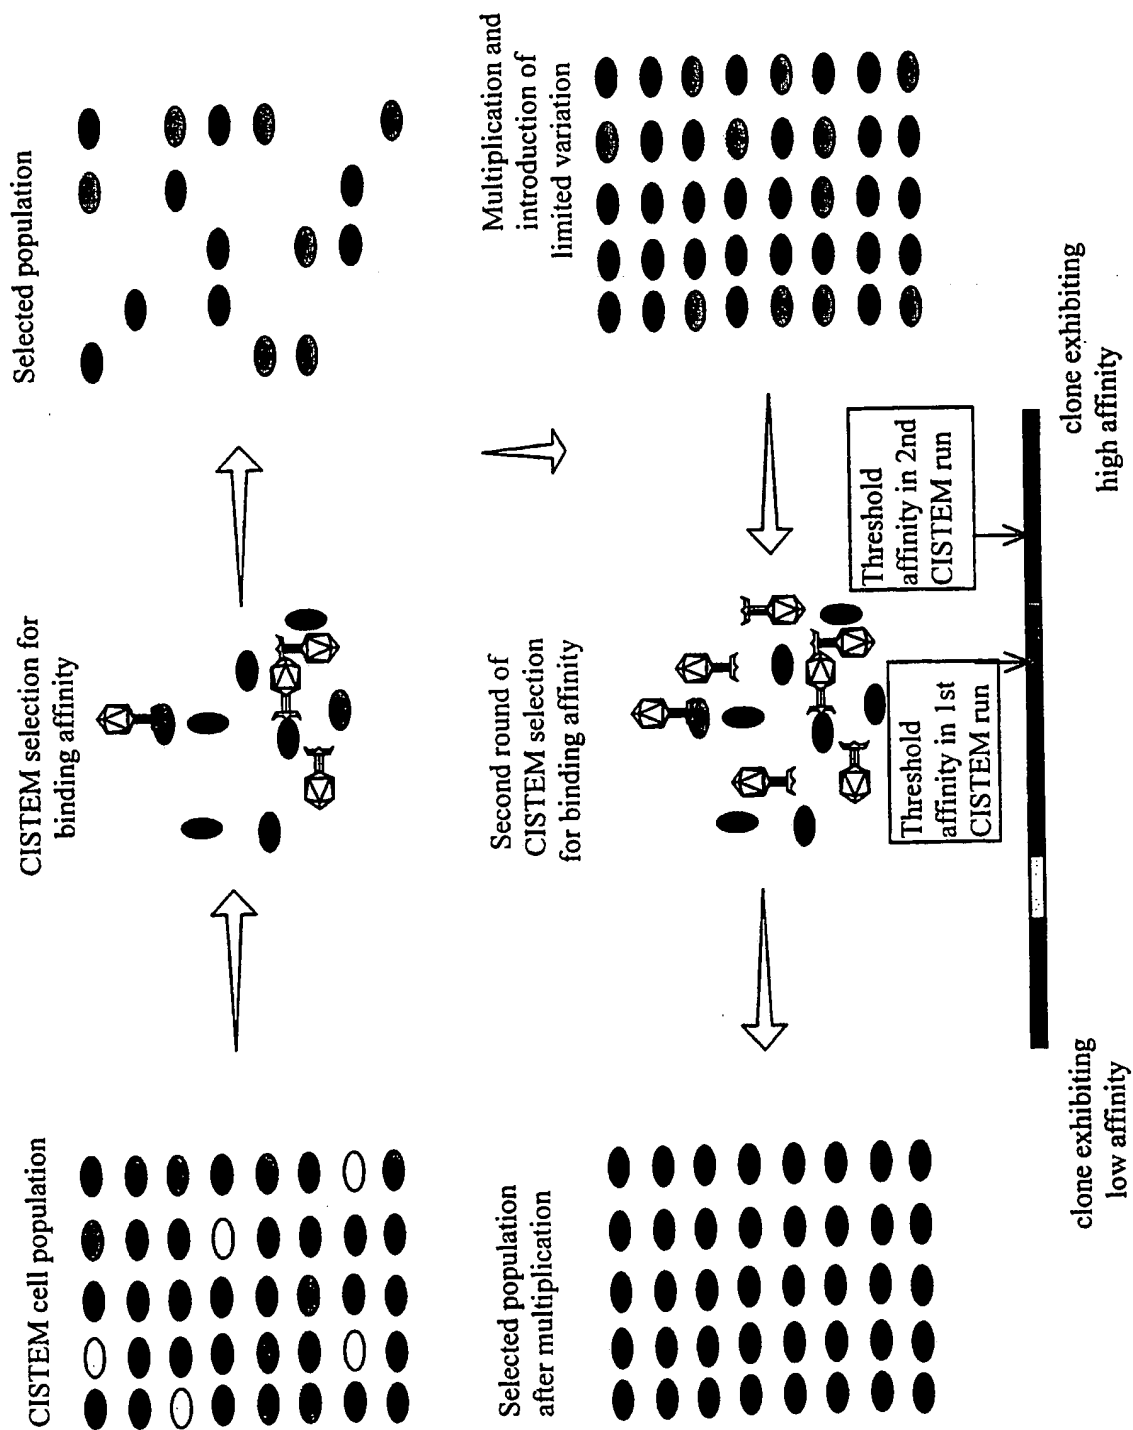 CISTEM cell population
CISTEM selection for
binding affinity
Selected population
Multiplication and
introduction of
limited variation
Second round of
CISTEM selection
for binding affinity
Selected population
after multiplication
Threshold
affinity in 1st
CISTEM run
Threshold
affinity in 2nd
CISTEM run
clone exhibiting
low affinity
clone exhibiting
high affinity